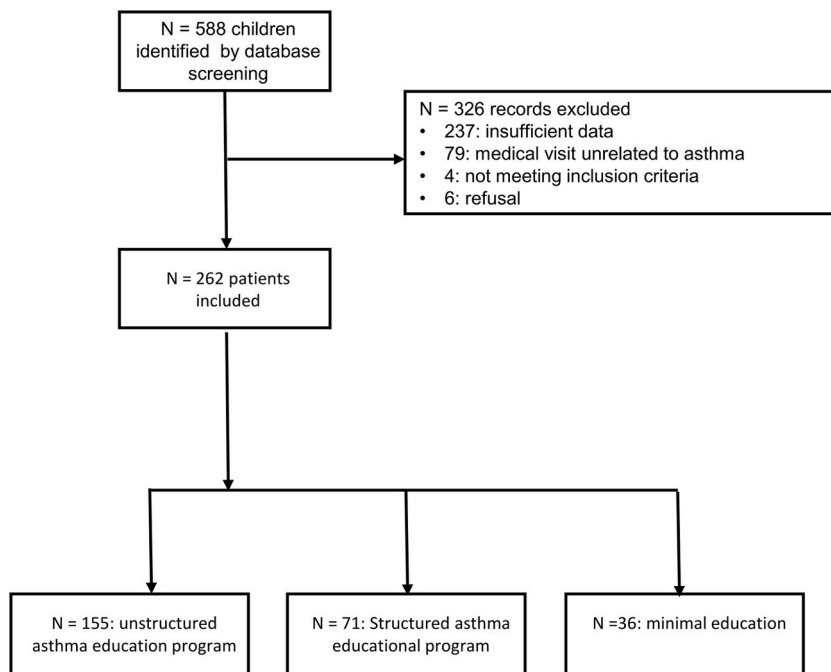 N = 588 children
identified by database
screening
N = 326 records excluded
• 237: insufficient data
• 79: medical visit unrelated to asthma
• 4: not meeting inclusion criteria
• 6: refusal
N = 262 patients
included
N = 155: unstructured
asthma education program
N = 71: Structured asthma
educational program
N =36: minimal education